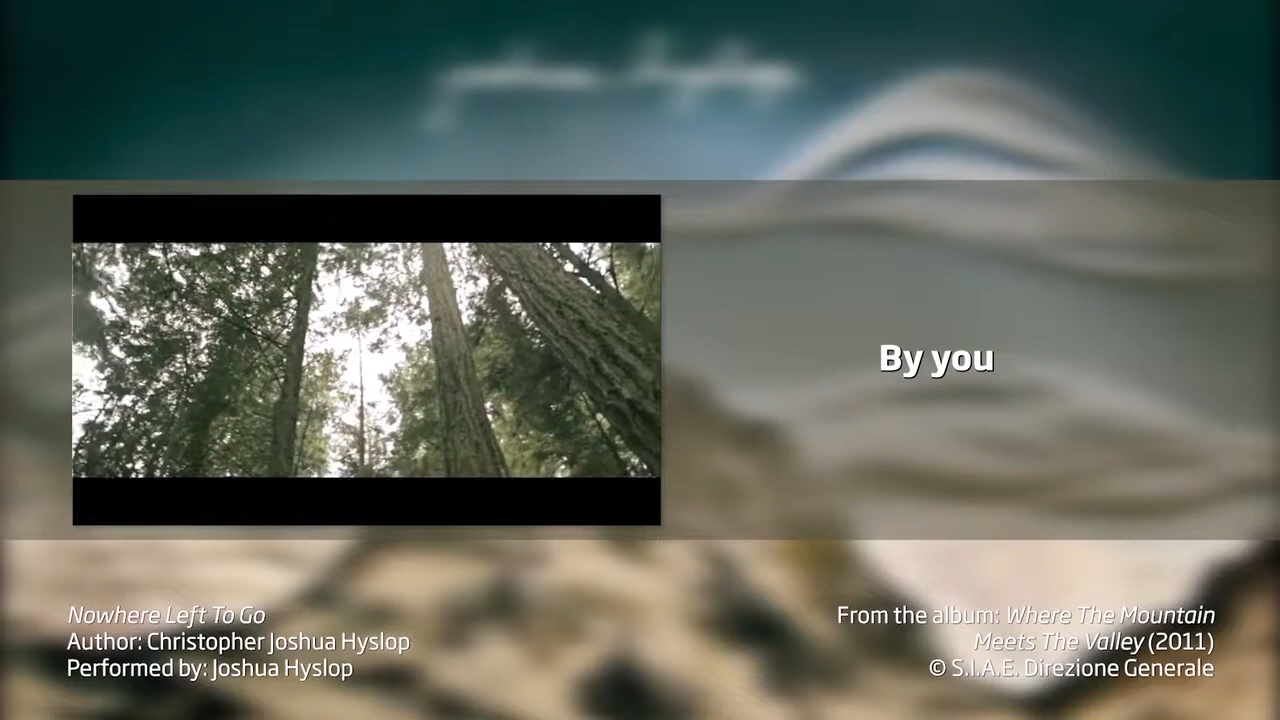 By you
Nowhere Left To Go
Author: Christopher Joshua Hyslop
Performed by: Joshua Hyslop
From the album: Where The Mountain
Meets The Valley (2011)
© S.I.A.E. Direzione Generale